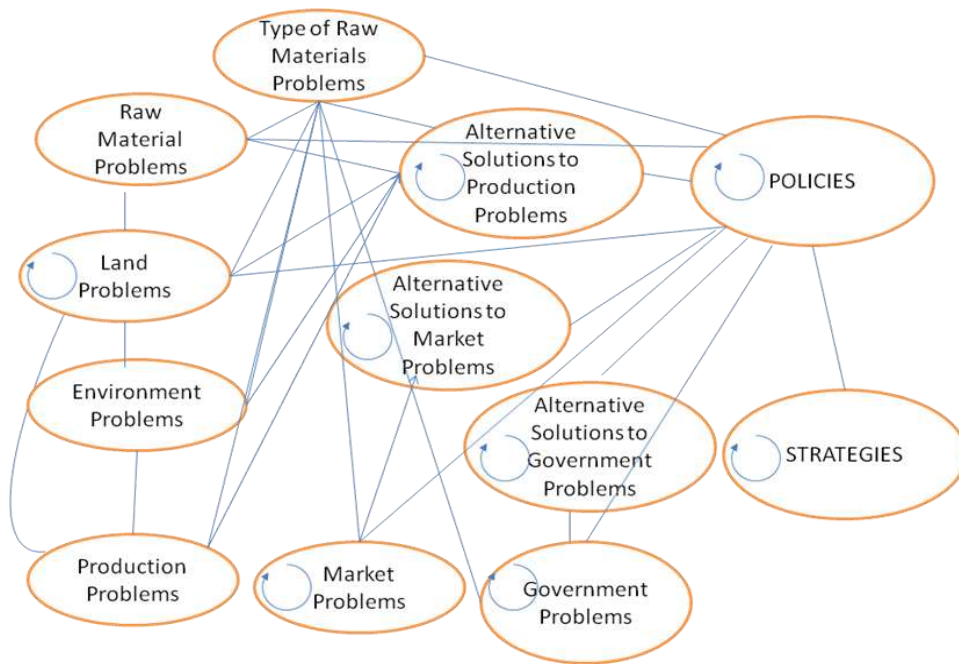 Type of Raw
Materials
Problems
Raw
Material
Problems
Alternative
Solutions to
Production
Problems
POLICIES
Land
Problems
Alternative
Solutions to
Market
Problems
Environment
Problems
Alternative
Solutions to
Government
Problems
STRATEGIES
Production
Problems
Market
Problems
Government
Problems